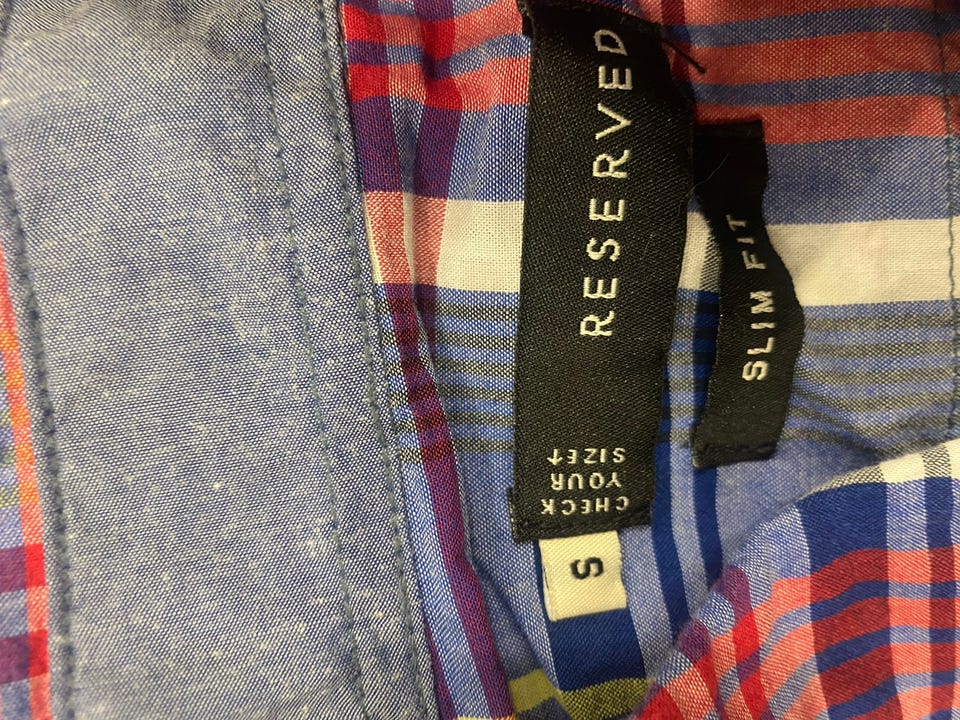 RESERVED
CHECK
YOUR
SIZE↑
S
SLIM FIT